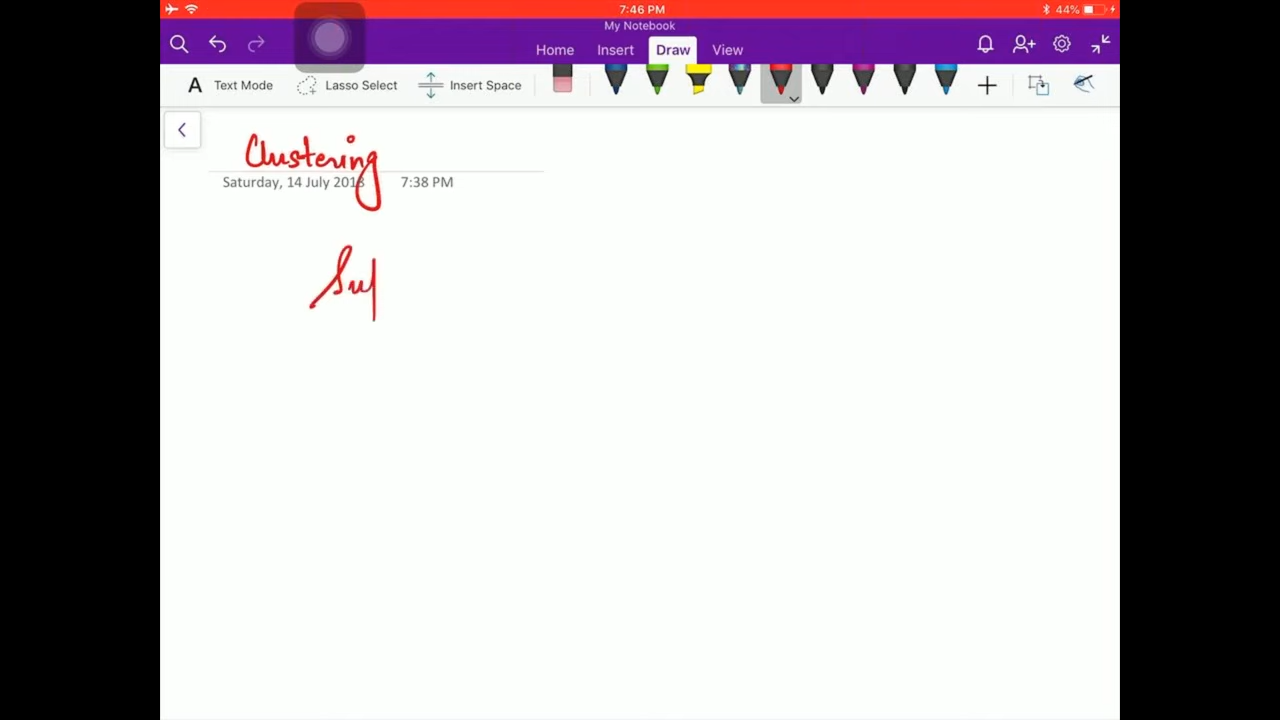 7:46 PM
44%
My Notebook
Home Insert Draw View
A Text Mode Lasso Select Insert Space
Clustering
Saturday, 14 July 2018 7:38 PM